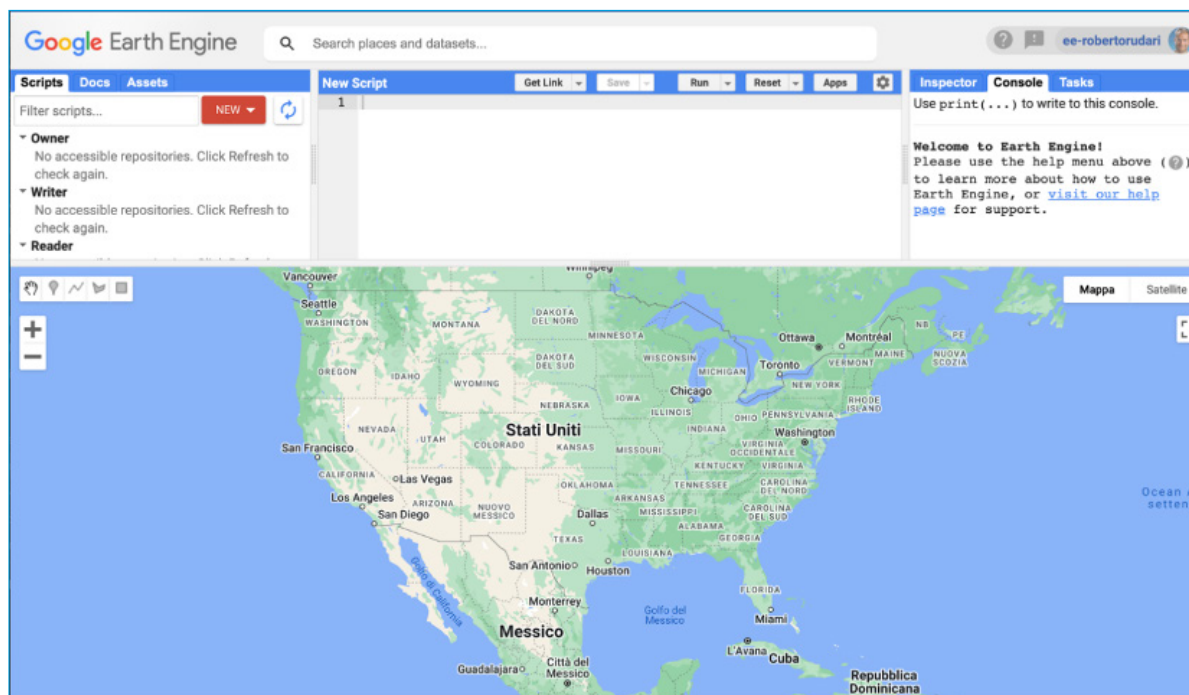 Google Earth Engine
Search places and datasets...
ee-robertorudari
Scripts Docs Assets
Filter scripts...
NEW
Owner
No accessible repositories. Click Refresh to
check again.
Writer
No accessible repositories. Click Refresh to
check again.
Reader
New Script
Get Link
Save
Run
Reset
Apps
1
Inspector Console Tasks
Use print(...) to write to this console.
Welcome to Earth Engine!
Please use the help menu above (?)
to learn more about how to use
Earth Engine, or visit our help
page for support.
Mappa
Satellite
+
−
Vancouver
Winnipeg
Seattle
WASHINGTON
MONTANA
DAKOTA
DEL NORD
MINNESOTA
Ottawa
Montréal
NB
PE
NUOVA
SCOZIA
MAINE
VERMONT
OREGON
IDAHO
WYOMING
DAKOTA
DEL SUD
WISCONSIN
MICHIGAN
Toronto
NEW YORK
RHODE
ISLAND
Chicago
IOWA
NEBRASKA
ILLINOIS
INDIANA
OHIO
PENNSYLVANIA
Washington
NEVADA
UTAH
COLORADO
Stati Uniti
KANSAS
MISSOURI
VIRGINIA
OCCIDENTALE
KENTUCKY
VIRGINIA
San Francisco
CALIFORNIA
Las Vegas
Los Angeles
ARIZONA
San Diego
NUOVO
MESSICO
OKLAHOMA
ARKANSAS
TENNESSEE
CAROLINA
DEL NORD
MISSISSIPPI
CAROLINA
DEL SUD
ALABAMA
GEORGIA
Dallas
TEXAS
LOUISIANA
San Antonio
Houston
Ocean
setten
Golfo di
California
FLORIDA
Monterrey
Golfo del
Messico
Miami
Messico
L'Avana
Cuba
Guadalajara
Città del
Messico
Repubblica
Dominicana